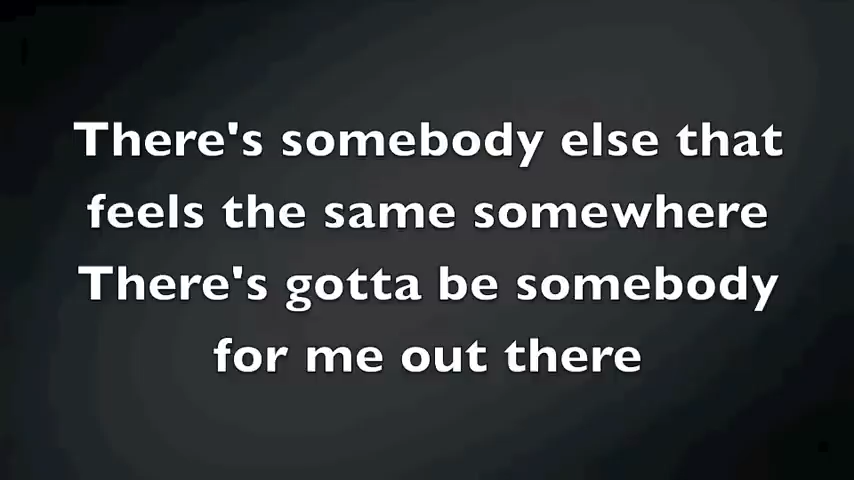 There's somebody else that
feels the same somewhere
There's gotta be somebody
for me out there